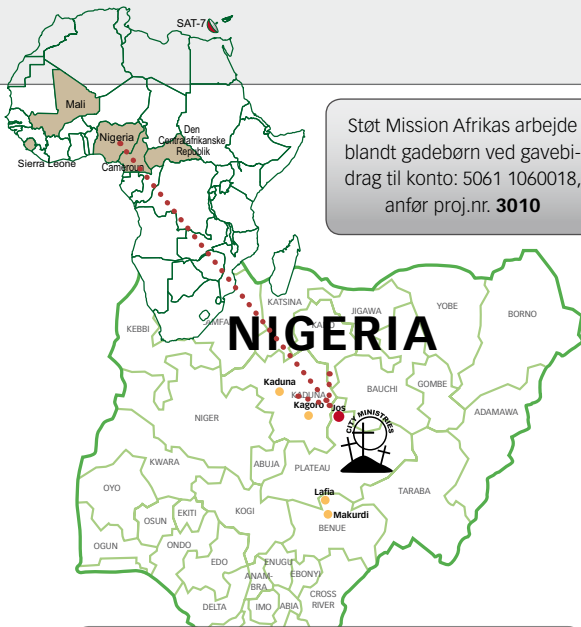 SAT-7
Mali
Nigeria
Den
Centralafrikanske
Republik
Sierra Leone
Cameroun
Støt Mission Afrikas arbejde
blandt gadebørn ved gavebi-
drag til konto: 5061 1060018,
anfør proj.nr. 3010
NIGERIA
KATSINA
JIGAWA
YOBE
BORNO
KEBBI
KADUNA
Kaduna
Kagoro
Jos
BAUCHI
GOMBE
ADAMAWA
CITY MINISTRIES
NIGER
KWARA
ABUJA
PLATEAU
TARABA
OYO
Lafia
Makurdi
BENUE
KOGI
EKITI
OSUN
OGUN
ONDO
EDO
ENUGU
EBONYI
ANAM-
BRA
CROSS
RIVER
DELTA
IMO
ABIA